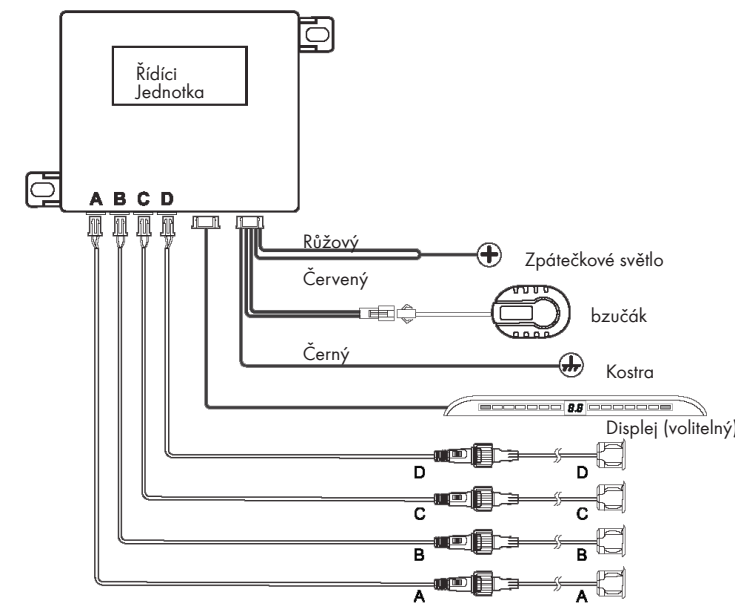 Řídíci
Jednotka
A B C D
Růžový
Zpátečkové světlo
Červený
bzučák
Černý
Kostra
8.8
Displej (volitelný)
D D
C C
B B
A A